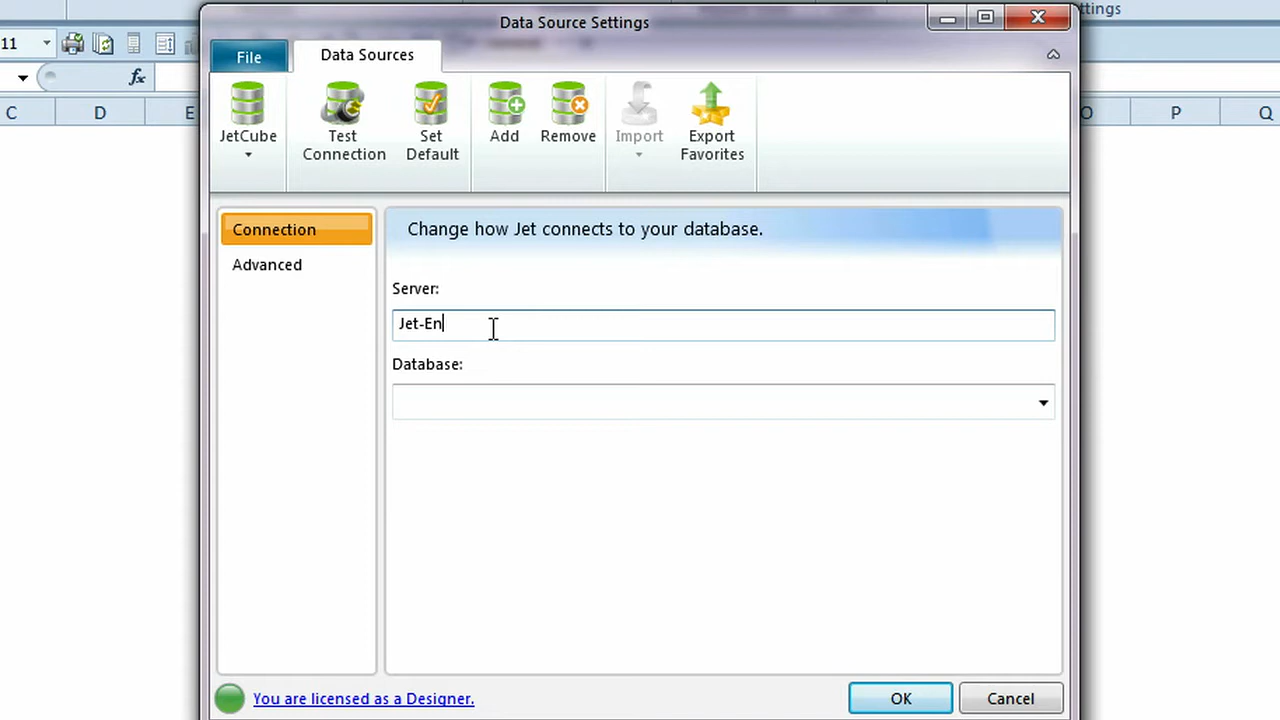 Data Source Settings
ttings
11
File
Data Sources
fx
C
D
E
O
P
Q
JetCube
Test
Connection
Set
Default
Add
Remove
Import
Export
Favorites
Connection
Advanced
Change how Jet connects to your database.
Server:
Jet-En
Database:
You are licensed as a Designer.
OK
Cancel